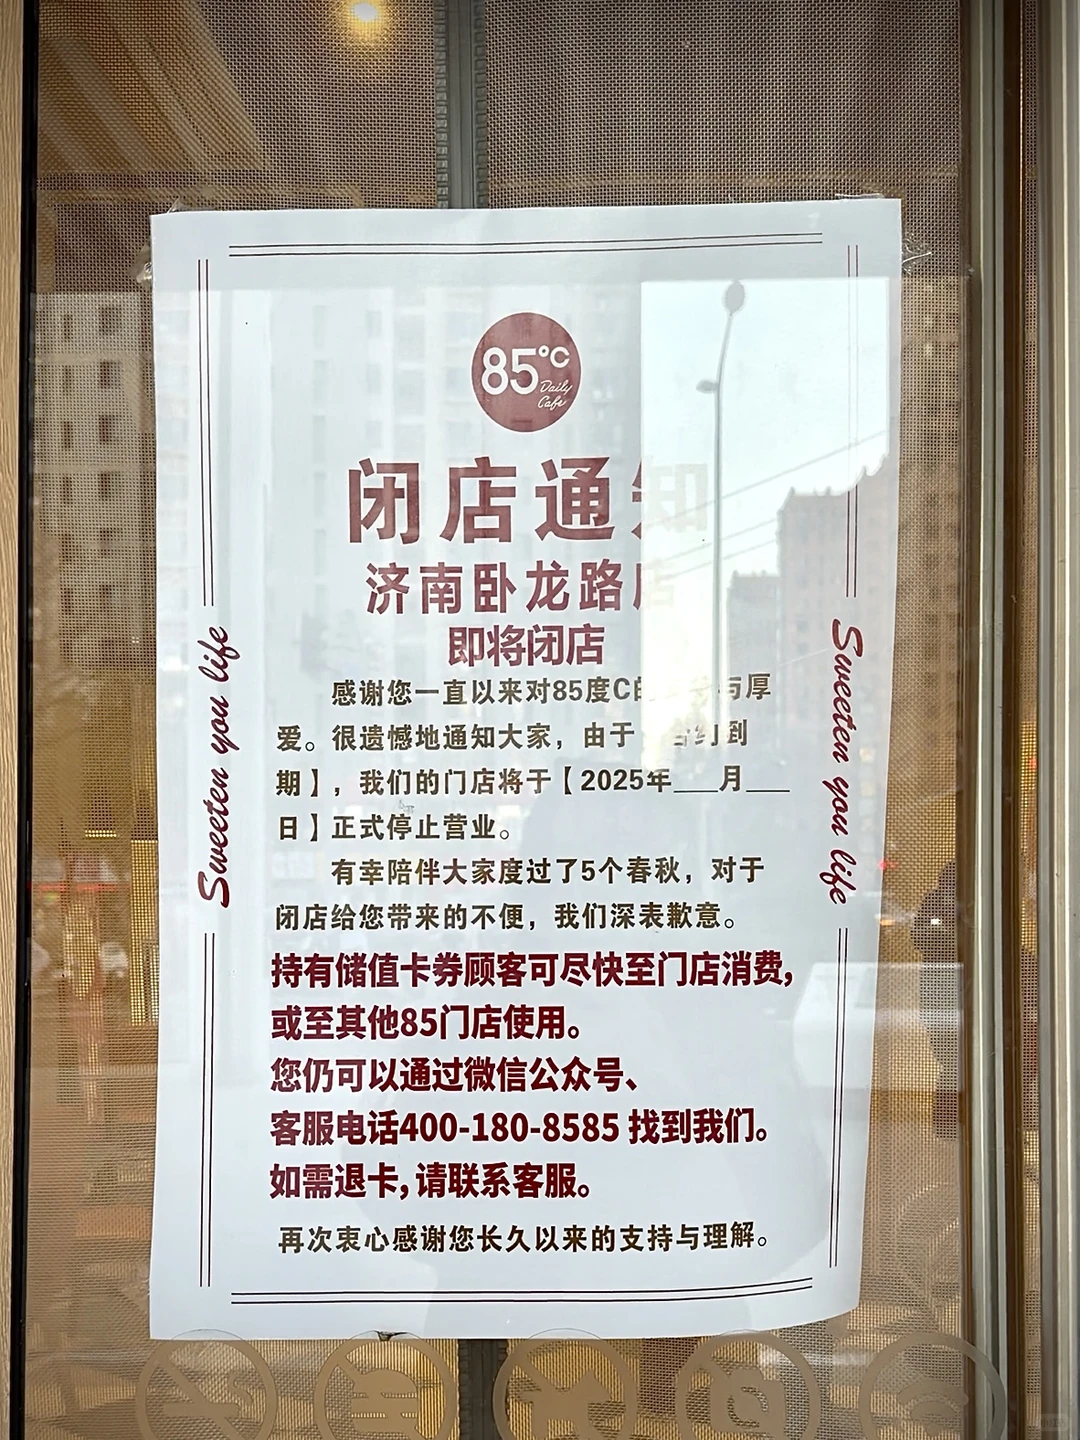 85°C
Daily
Cafe
闭店通知
济南卧龙路店
即将闭店
感谢您一直以来对85度C的 与厚
爱。很遗憾地通知大家，由于 合约到
期】，我们的门店将于【2025年___月___
日】正式停止营业。
有幸陪伴大家度过了5个春秋，对于
闭店给您带来的不便，我们深表歉意。
持有储值卡券顾客可尽快至门店消费,
或至其他85门店使用。
您仍可以通过微信公众号、
客服电话400-180-8585 找到我们。
如需退卡, 请联系客服。
再次衷心感谢您长久以来的支持与理解。
Sweeten you life
Sweeten you life